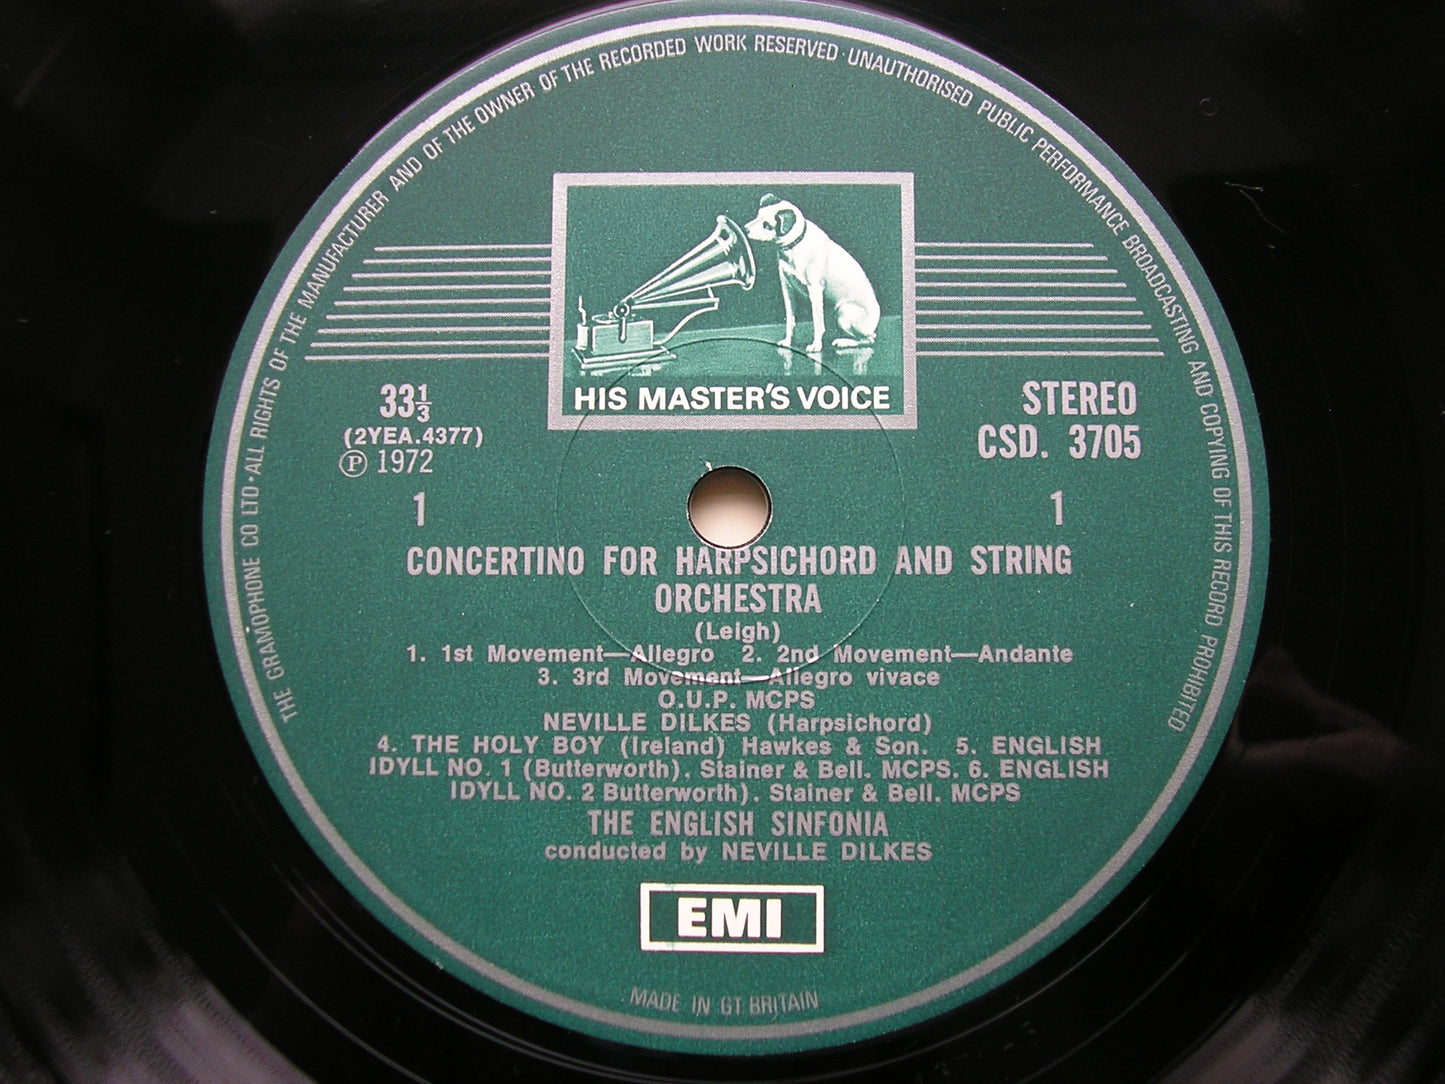 THE GRAMOPHONE CO LTD · ALL RIGHTS OF THE MANUFACTURER AND OF THE OWNER OF THE RECORDED WORK RESERVED · UNAUTHORISED PUBLIC PERFORMANCE BROADCASTING AND COPYING OF THIS RECORD PROHIBITED
HIS MASTER'S VOICE
33 1/3
(2YEA.4377)
Ⓟ 1972
STEREO
CSD. 3705
1
1
CONCERTINO FOR HARPSICHORD AND STRING
ORCHESTRA
(Leigh)
1. 1st Movement—Allegro 2. 2nd Movement—Andante
3. 3rd Movement—Allegro vivace
O.U.P. MCPS
NEVILLE DILKES (Harpsichord)
4. THE HOLY BOY (Ireland) Hawkes & Son. 5. ENGLISH
IDYLL NO. 1 (Butterworth). Stainer & Bell. MCPS. 6. ENGLISH
IDYLL NO. 2 Butterworth). Stainer & Bell. MCPS
THE ENGLISH SINFONIA
conducted by NEVILLE DILKES
EMI
MADE IN GT BRITAIN